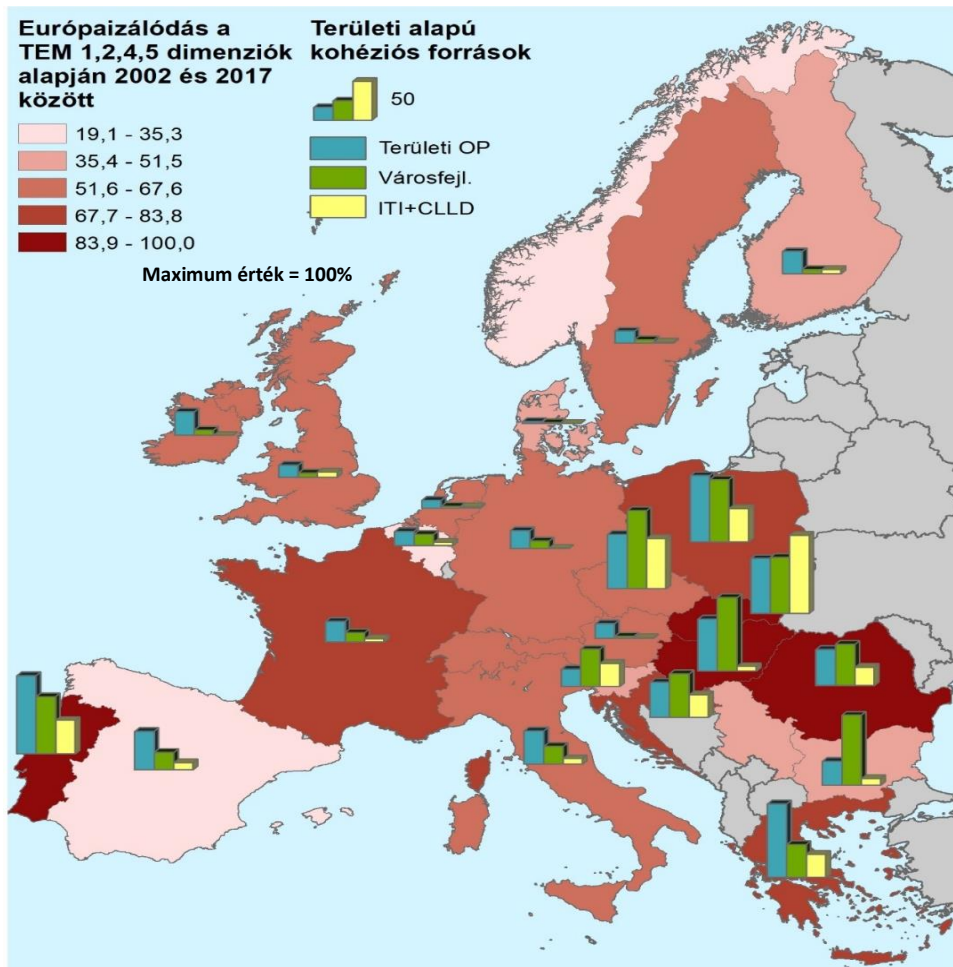 Európaizálódás a
TEM 1,2,4,5 dimenziók
alapján 2002 és 2017
között
19,1 - 35,3
35,4 - 51,5
51,6 - 67,6
67,7 - 83,8
83,9 - 100,0
Területi alapú
kohéziós források
50
Területi OP
Városfejl.
ITI+CLLD
Maximum érték = 100%